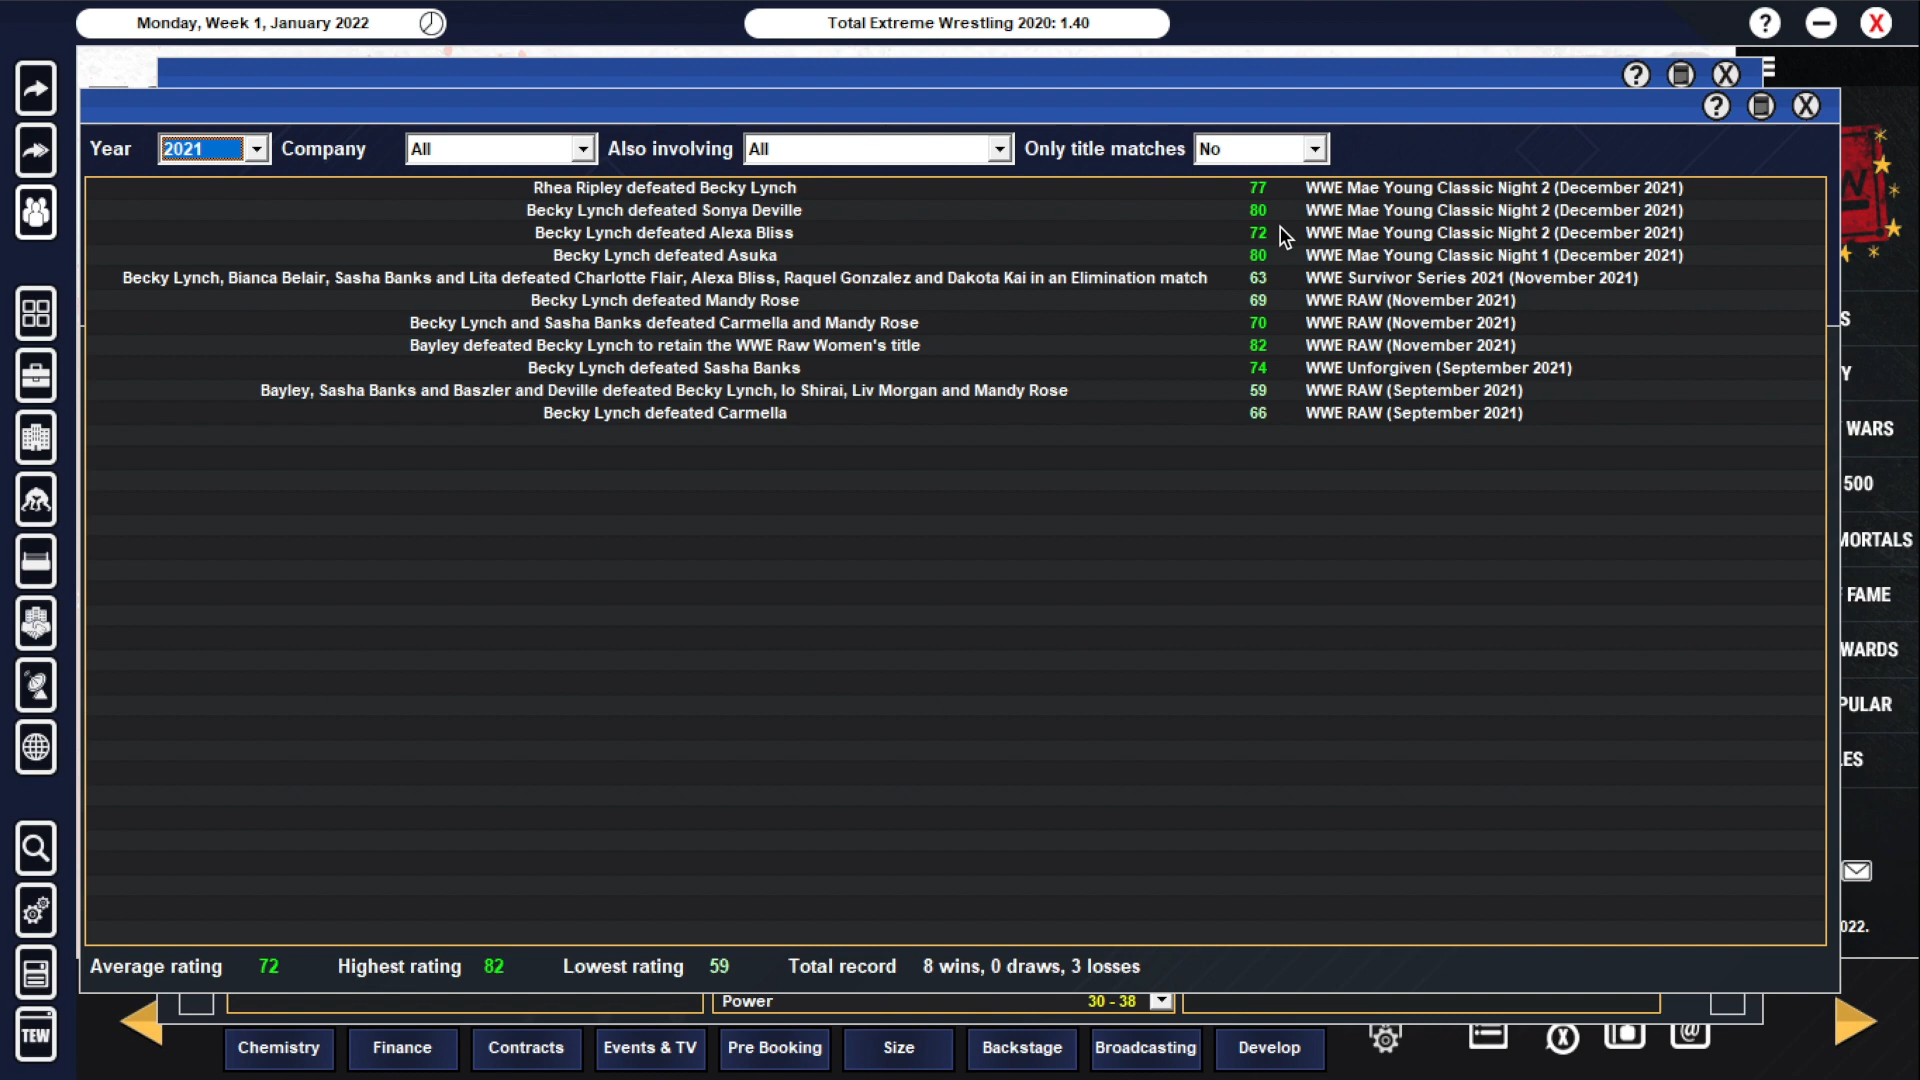 Monday, Week 1, January 2022
Total Extreme Wrestling 2020: 1.40
Year 2021 Company All Also involving All Only title matches No
Rhea Ripley defeated Becky Lynch 77 WWE Mae Young Classic Night 2 (December 2021)
Becky Lynch defeated Sonya Deville 80 WWE Mae Young Classic Night 2 (December 2021)
Becky Lynch defeated Alexa Bliss 72 WWE Mae Young Classic Night 2 (December 2021)
Becky Lynch defeated Asuka 80 WWE Mae Young Classic Night 1 (December 2021)
Becky Lynch, Bianca Belair, Sasha Banks and Lita defeated Charlotte Flair, Alexa Bliss, Raquel Gonzalez and Dakota Kai in an Elimination match 63 WWE Survivor Series 2021 (November 2021)
Becky Lynch defeated Mandy Rose 69 WWE RAW (November 2021)
Becky Lynch and Sasha Banks defeated Carmella and Mandy Rose 70 WWE RAW (November 2021)
Bayley defeated Becky Lynch to retain the WWE Raw Women's title 82 WWE RAW (November 2021)
Becky Lynch defeated Sasha Banks 74 WWE Unforgiven (September 2021)
Bayley, Sasha Banks and Baszler and Deville defeated Becky Lynch, Io Shirai, Liv Morgan and Mandy Rose 59 WWE RAW (September 2021)
Becky Lynch defeated Carmella 66 WWE RAW (September 2021)
S
Y
WARS
500
MORTALS
FAME
WARDS
PULAR
LES
022.
Average rating 72 Highest rating 82 Lowest rating 59 Total record 8 wins, 0 draws, 3 losses
Power 30 - 38
TEW
Chemistry Finance Contracts Events & TV Pre Booking Size Backstage Broadcasting Develop